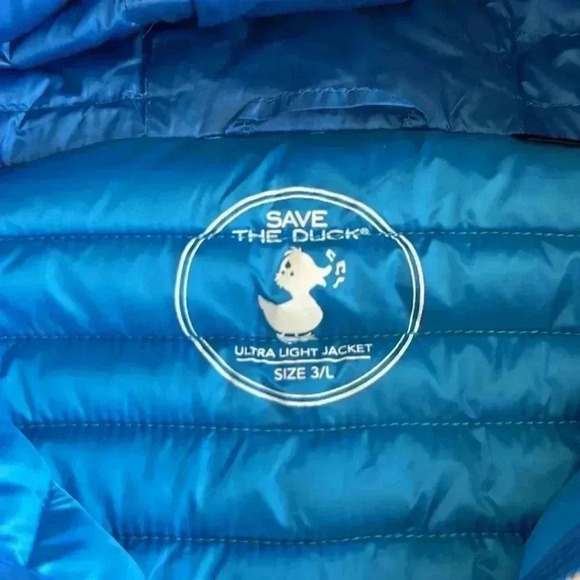 SAVE
THE DUCK®
ULTRA LIGHT JACKET
SIZE 3/L